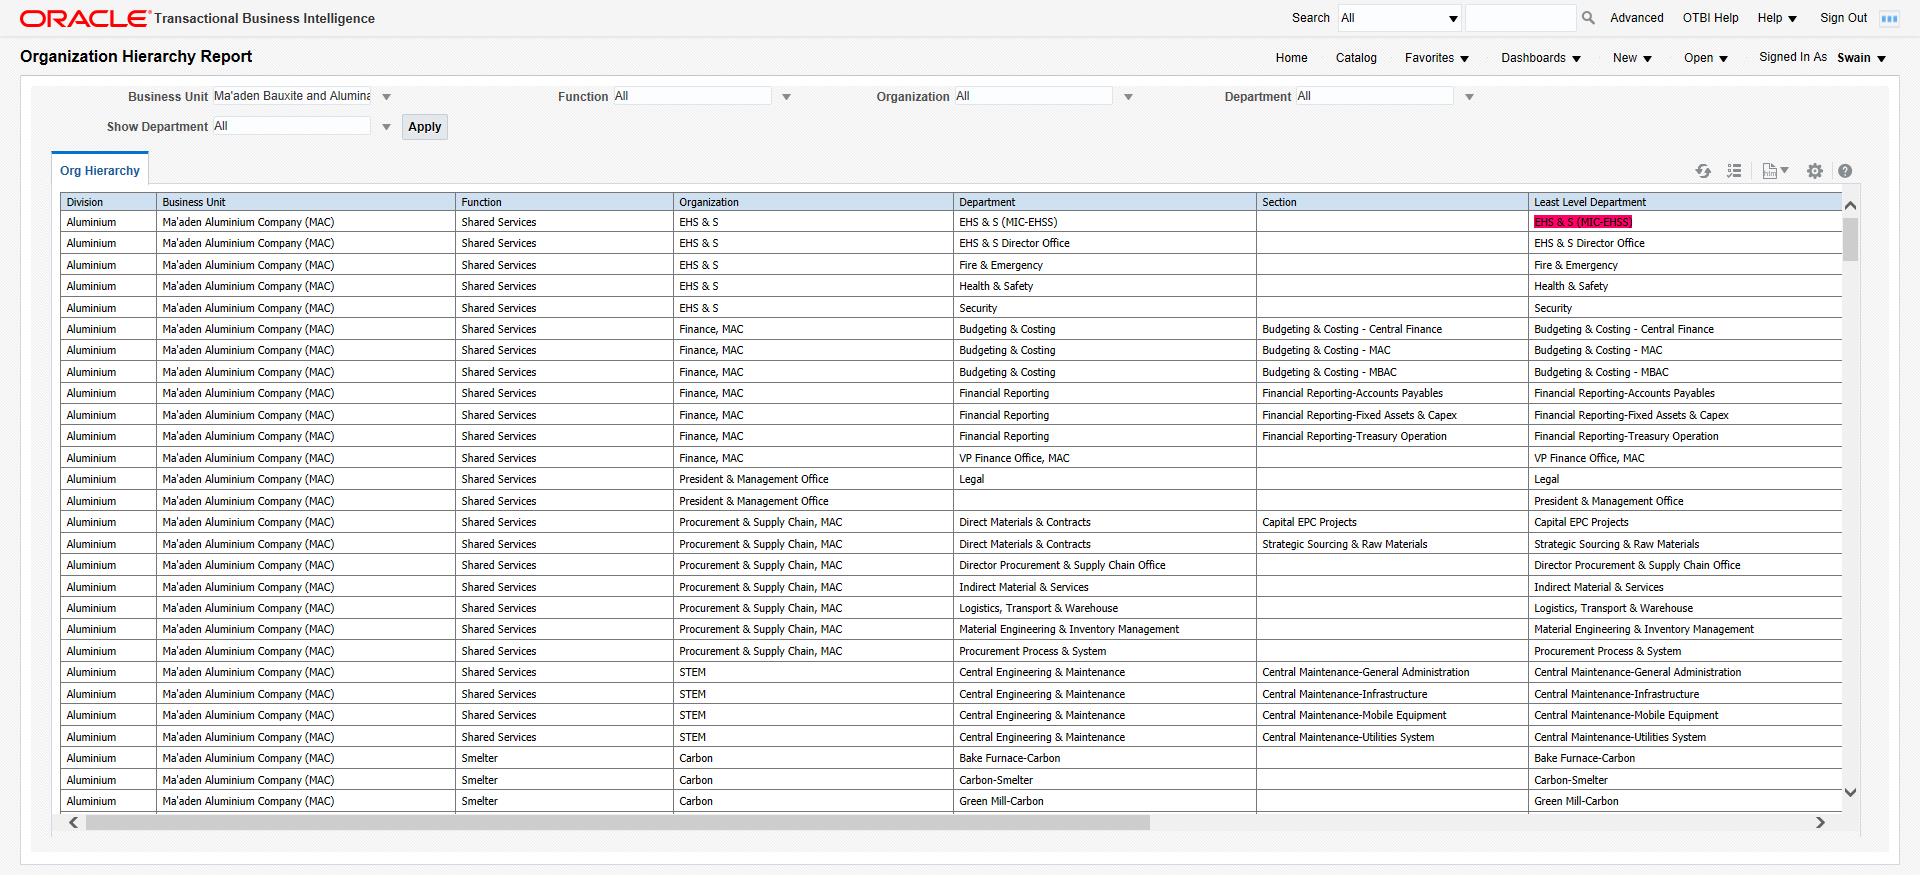 ORACLE Transactional Business Intelligence Search All Advanced OTBI Help Help Sign Out
Organization Hierarchy Report Home Catalog Favorites Dashboards New Open Signed In As Swain
Business Unit Ma'aden Bauxite and Alumina Function All Organization All Department All
Show Department All Apply
Org Hierarchy
Division Business Unit Function Organization Department Section Least Level Department
Aluminium Ma'aden Aluminium Company (MAC) Shared Services EHS & S EHS & S (MIC-EHSS) EHS & S (MIC-EHSS)
Aluminium Ma'aden Aluminium Company (MAC) Shared Services EHS & S EHS & S Director Office EHS & S Director Office
Aluminium Ma'aden Aluminium Company (MAC) Shared Services EHS & S Fire & Emergency Fire & Emergency
Aluminium Ma'aden Aluminium Company (MAC) Shared Services EHS & S Health & Safety Health & Safety
Aluminium Ma'aden Aluminium Company (MAC) Shared Services EHS & S Security Security
Aluminium Ma'aden Aluminium Company (MAC) Shared Services Finance, MAC Budgeting & Costing Budgeting & Costing - Central Finance Budgeting & Costing - Central Finance
Aluminium Ma'aden Aluminium Company (MAC) Shared Services Finance, MAC Budgeting & Costing Budgeting & Costing - MAC Budgeting & Costing - MAC
Aluminium Ma'aden Aluminium Company (MAC) Shared Services Finance, MAC Budgeting & Costing Budgeting & Costing - MBAC Budgeting & Costing - MBAC
Aluminium Ma'aden Aluminium Company (MAC) Shared Services Finance, MAC Financial Reporting Financial Reporting-Accounts Payables Financial Reporting-Accounts Payables
Aluminium Ma'aden Aluminium Company (MAC) Shared Services Finance, MAC Financial Reporting Financial Reporting-Fixed Assets & Capex Financial Reporting-Fixed Assets & Capex
Aluminium Ma'aden Aluminium Company (MAC) Shared Services Finance, MAC Financial Reporting Financial Reporting-Treasury Operation Financial Reporting-Treasury Operation
Aluminium Ma'aden Aluminium Company (MAC) Shared Services Finance, MAC VP Finance Office, MAC VP Finance Office, MAC
Aluminium Ma'aden Aluminium Company (MAC) Shared Services President & Management Office Legal Legal
Aluminium Ma'aden Aluminium Company (MAC) Shared Services President & Management Office President & Management Office
Aluminium Ma'aden Aluminium Company (MAC) Shared Services Procurement & Supply Chain, MAC Direct Materials & Contracts Capital EPC Projects Capital EPC Projects
Aluminium Ma'aden Aluminium Company (MAC) Shared Services Procurement & Supply Chain, MAC Direct Materials & Contracts Strategic Sourcing & Raw Materials Strategic Sourcing & Raw Materials
Aluminium Ma'aden Aluminium Company (MAC) Shared Services Procurement & Supply Chain, MAC Director Procurement & Supply Chain Office Director Procurement & Supply Chain Office
Aluminium Ma'aden Aluminium Company (MAC) Shared Services Procurement & Supply Chain, MAC Indirect Material & Services Indirect Material & Services
Aluminium Ma'aden Aluminium Company (MAC) Shared Services Procurement & Supply Chain, MAC Logistics, Transport & Warehouse Logistics, Transport & Warehouse
Aluminium Ma'aden Aluminium Company (MAC) Shared Services Procurement & Supply Chain, MAC Material Engineering & Inventory Management Material Engineering & Inventory Management
Aluminium Ma'aden Aluminium Company (MAC) Shared Services Procurement & Supply Chain, MAC Procurement Process & System Procurement Process & System
Aluminium Ma'aden Aluminium Company (MAC) Shared Services STEM Central Engineering & Maintenance Central Maintenance-General Administration Central Maintenance-General Administration
Aluminium Ma'aden Aluminium Company (MAC) Shared Services STEM Central Engineering & Maintenance Central Maintenance-Infrastructure Central Maintenance-Infrastructure
Aluminium Ma'aden Aluminium Company (MAC) Shared Services STEM Central Engineering & Maintenance Central Maintenance-Mobile Equipment Central Maintenance-Mobile Equipment
Aluminium Ma'aden Aluminium Company (MAC) Shared Services STEM Central Engineering & Maintenance Central Maintenance-Utilities System Central Maintenance-Utilities System
Aluminium Ma'aden Aluminium Company (MAC) Smelter Carbon Bake Furnace-Carbon Bake Furnace-Carbon
Aluminium Ma'aden Aluminium Company (MAC) Smelter Carbon Carbon-Smelter Carbon-Smelter
Aluminium Ma'aden Aluminium Company (MAC) Smelter Carbon Green Mill-Carbon Green Mill-Carbon